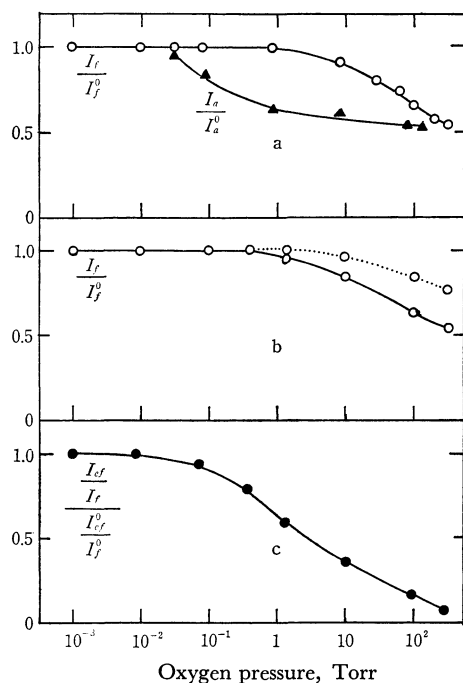 1.0
I_f
I_f^0
I_a
I_a^0
0.5
a
0
1.0
I_f
I_f^0
0.5
b
0
1.0
I_cf
I_f
I_cf^0
I_f^0
0.5
c
0
10^-3 10^-2 10^-1 1 10 10^2
Oxygen pressure, Torr